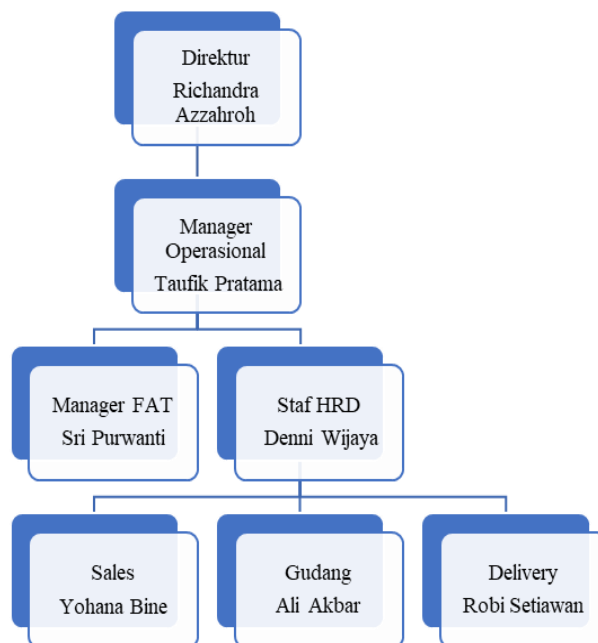 Direktur
Richandra
Azzahroh
Manager
Operasional
Taufik Pratama
Manager FAT
Sri Purwanti
Staf HRD
Denni Wijaya
Sales
Yohana Bine
Gudang
Ali Akbar
Delivery
Robi Setiawan